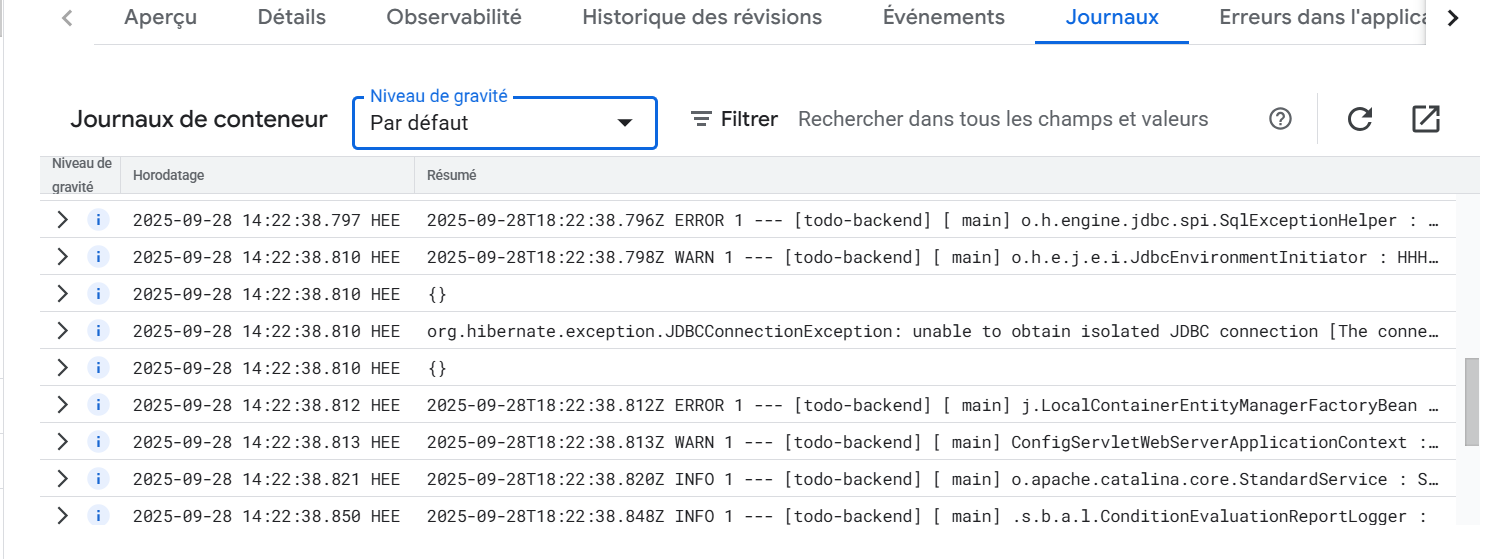 Aperçu Détails Observabilité Historique des révisions Événements Journaux Erreurs dans l'applica
Journaux de conteneur Niveau de gravité Par défaut Filtrer Rechercher dans tous les champs et valeurs
Niveau de gravité Horodatage Résumé
2025-09-28 14:22:38.797 HEE 2025-09-28T18:22:38.796Z ERROR 1 --- [todo-backend] [ main] o.h.engine.jdbc.spi.SqlExceptionHelper : …
2025-09-28 14:22:38.810 HEE 2025-09-28T18:22:38.798Z WARN 1 --- [todo-backend] [ main] o.h.e.j.e.i.JdbcEnvironmentInitiator : HHH…
2025-09-28 14:22:38.810 HEE {}
2025-09-28 14:22:38.810 HEE org.hibernate.exception.JDBCConnectionException: unable to obtain isolated JDBC connection [The conne…
2025-09-28 14:22:38.810 HEE {}
2025-09-28 14:22:38.812 HEE 2025-09-28T18:22:38.812Z ERROR 1 --- [todo-backend] [ main] j.LocalContainerEntityManagerFactoryBean …
2025-09-28 14:22:38.813 HEE 2025-09-28T18:22:38.813Z WARN 1 --- [todo-backend] [ main] ConfigServletWebServerApplicationContext :…
2025-09-28 14:22:38.821 HEE 2025-09-28T18:22:38.820Z INFO 1 --- [todo-backend] [ main] o.apache.catalina.core.StandardService : S…
2025-09-28 14:22:38.850 HEE 2025-09-28T18:22:38.848Z INFO 1 --- [todo-backend] [ main] .s.b.a.l.ConditionEvaluationReportLogger :